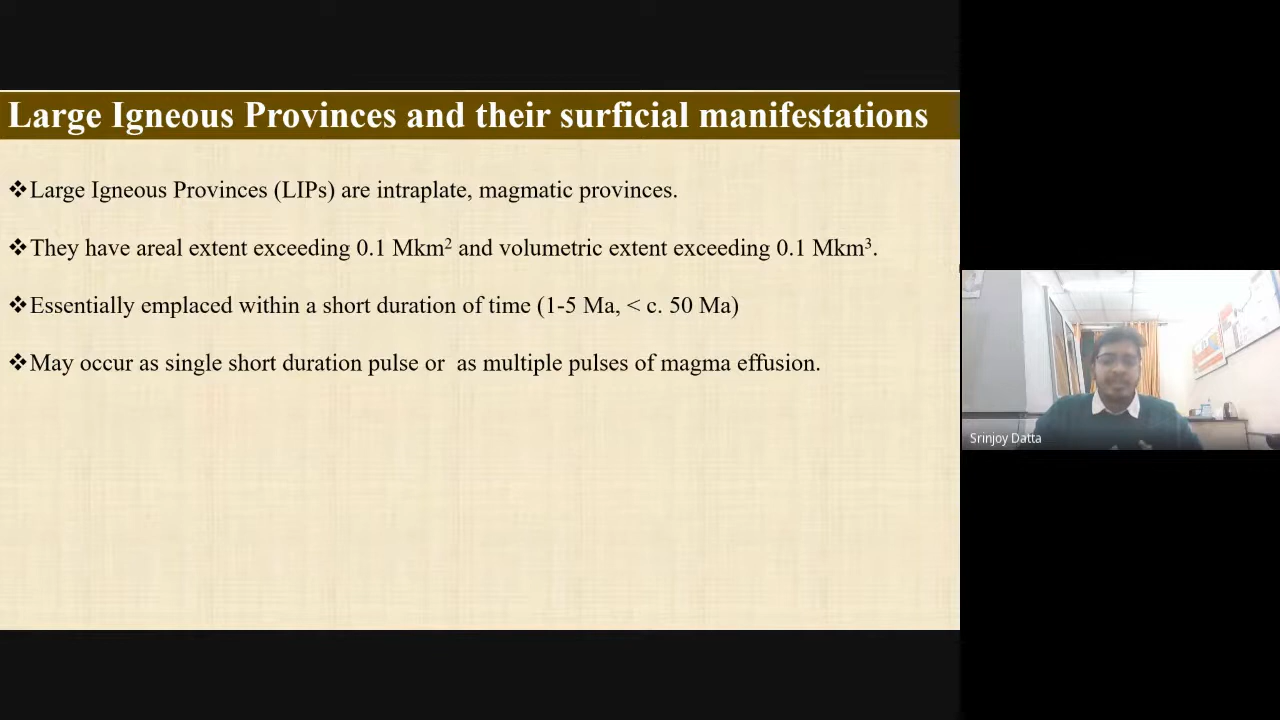 Large Igneous Provinces and their surficial manifestations
❖Large Igneous Provinces (LIPs) are intraplate, magmatic provinces.
❖They have areal extent exceeding 0.1 Mkm² and volumetric extent exceeding 0.1 Mkm³.
❖Essentially emplaced within a short duration of time (1-5 Ma, < c. 50 Ma)
❖May occur as single short duration pulse or  as multiple pulses of magma effusion.
Srinjoy Datta